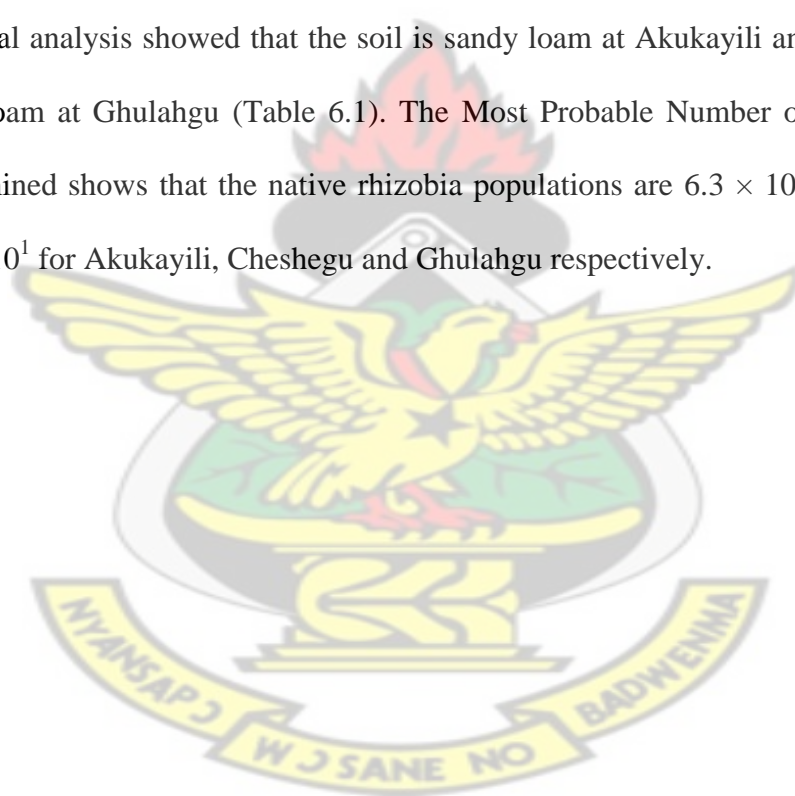 al analysis showed that the soil is sandy loam at Akukayili an
oam at Ghulahgu (Table 6.1). The Most Probable Number o
ined shows that the native rhizobia populations are 6.3 × 10
0¹ for Akukayili, Cheshegu and Ghulahgu respectively.
NYANSAPƆ
WƆSANE NO
BADWENMA